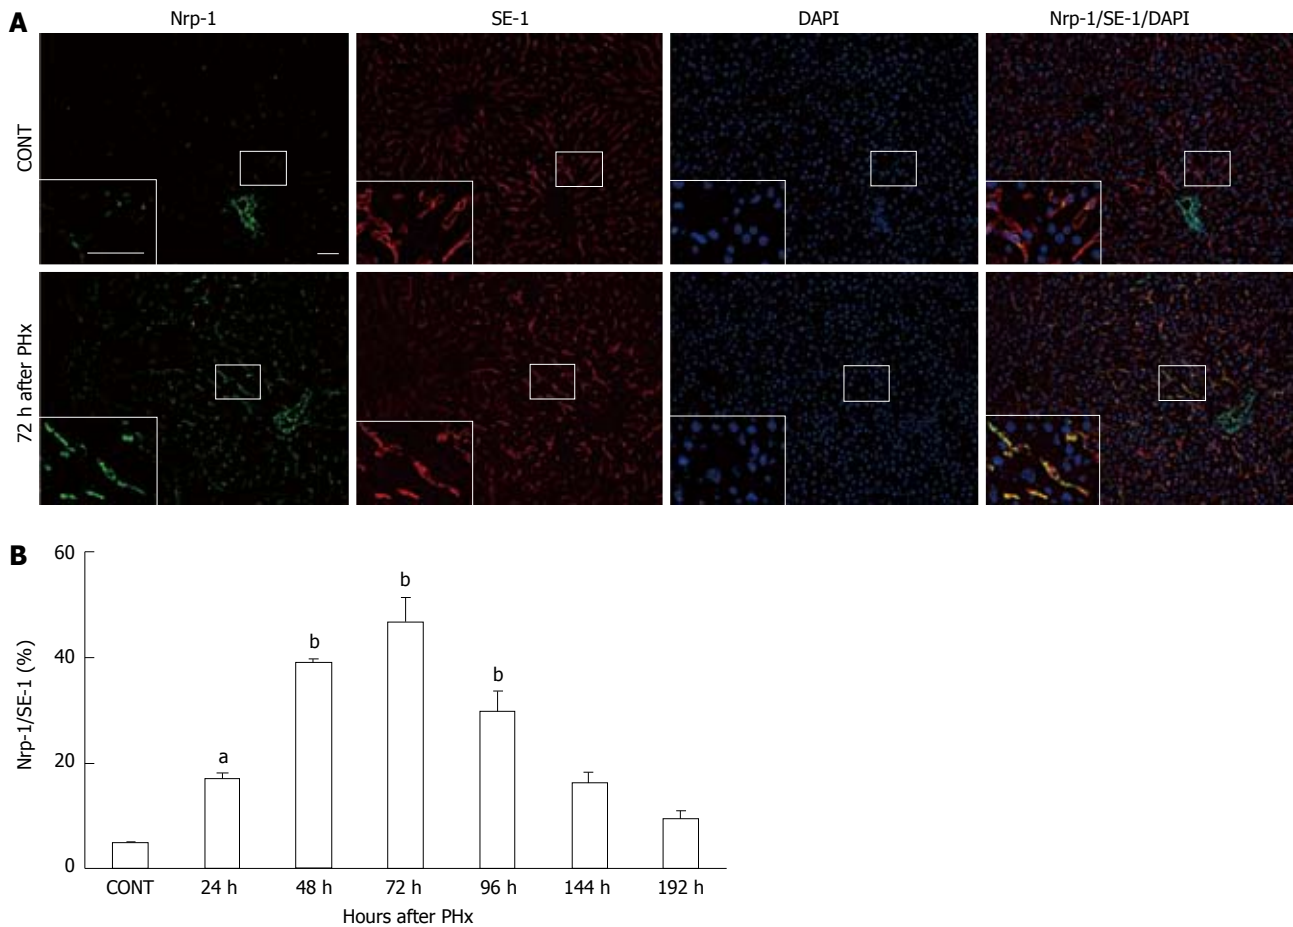 A
Nrp-1
SE-1
DAPI
Nrp-1/SE-1/DAPI
CONT
72 h after PHx
B
Nrp-1/SE-1 (%)
60
40
20
0
a
b
b
b
CONT
24 h
48 h
72 h
96 h
144 h
192 h
Hours after PHx